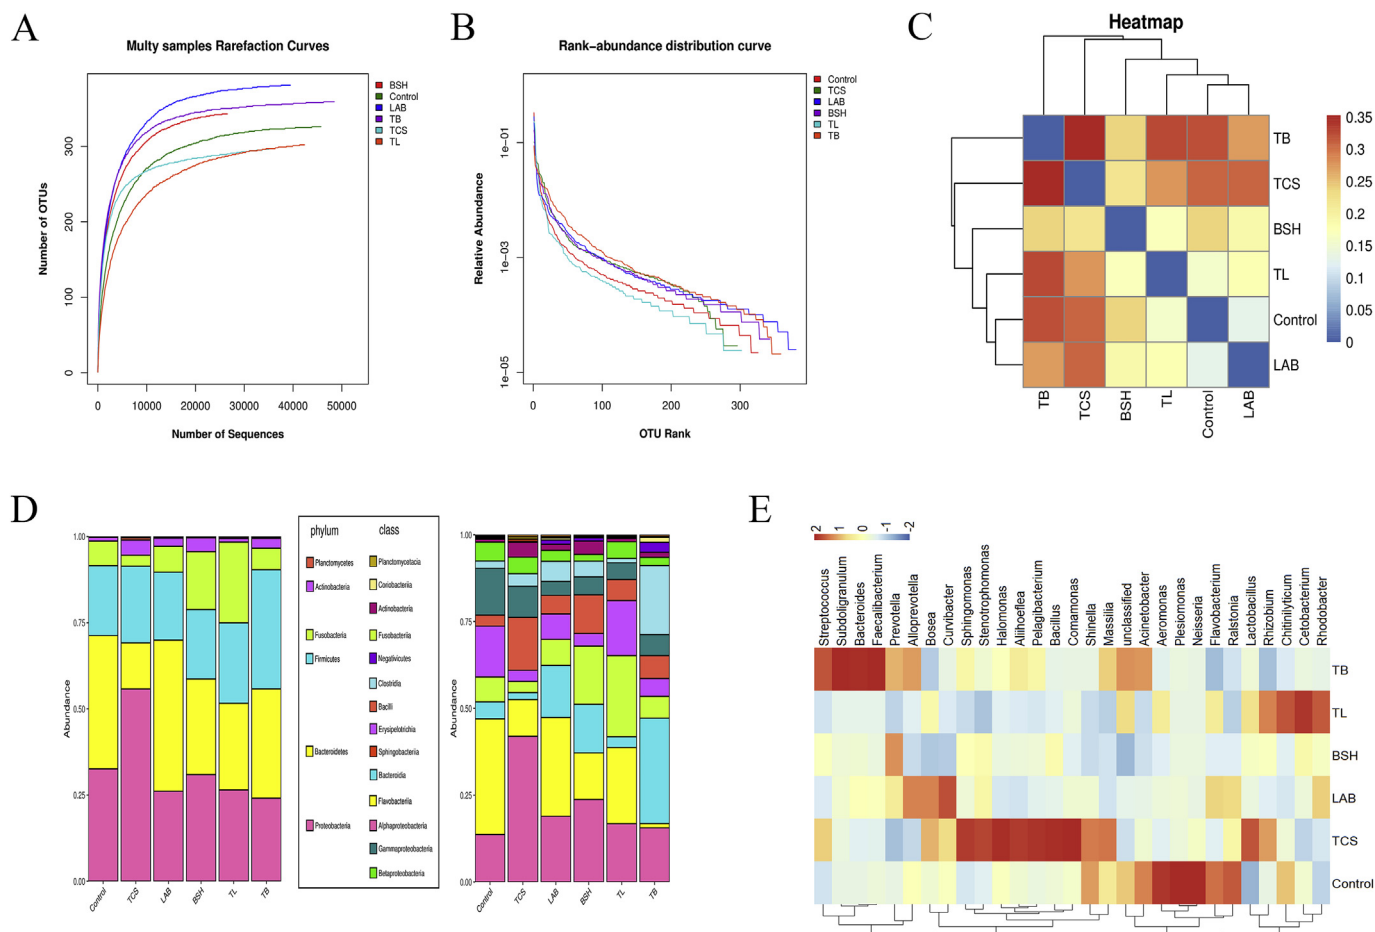 A
Multy samples Rarefaction Curves
Number of OTUs
0
100
200
300
0 10000 20000 30000 40000 50000
Number of Sequences
BSH
Control
LAB
TB
TCS
TL
B
Rank−abundance distribution curve
Relative Abundance
1e−01
1e−03
1e−05
0 100 200 300
OTU Rank
Control
TCS
LAB
BSH
TL
TB
C
Heatmap
TB
TCS
BSH
TL
Control
LAB
TB TCS BSH TL Control LAB
0.35
0.3
0.25
0.2
0.15
0.1
0.05
0
D
Abundance
1.00
0.75
0.50
0.25
0.00
Control TCS LAB BSH TL TB
phylum
Planctomycetes
Actinobacteria
Fusobacteria
Firmicutes
Bacteroidetes
Proteobacteria
class
Planctomycetacia
Coriobacteriia
Actinobacteria
Fusobacteriia
Negativicutes
Clostridia
Bacilli
Erysipelotrichia
Sphingobacteriia
Bacteroidia
Flavobacteriia
Alphaproteobacteria
Gammaproteobacteria
Betaproteobacteria
Abundance
1.00
0.75
0.50
0.25
0.00
Control TCS LAB BSH TL TB
E
2 1 0 -1 -2
Streptococcus
Subdoligranulum
Bacteroides
Faecalibacterium
Prevotella
Alloprevotella
Bosea
Curvibacter
Sphingomonas
Stenotrophomonas
Halomonas
Aliihoeflea
Pelagibacterium
Bacillus
Comamonas
Shinella
Massilia
unclassified
Acinetobacter
Aeromonas
Plesiomonas
Neisseria
Flavobacterium
Ralstonia
Lactobacillus
Rhizobium
Chitinilyticum
Cetobacterium
Rhodobacter
TB
TL
BSH
LAB
TCS
Control